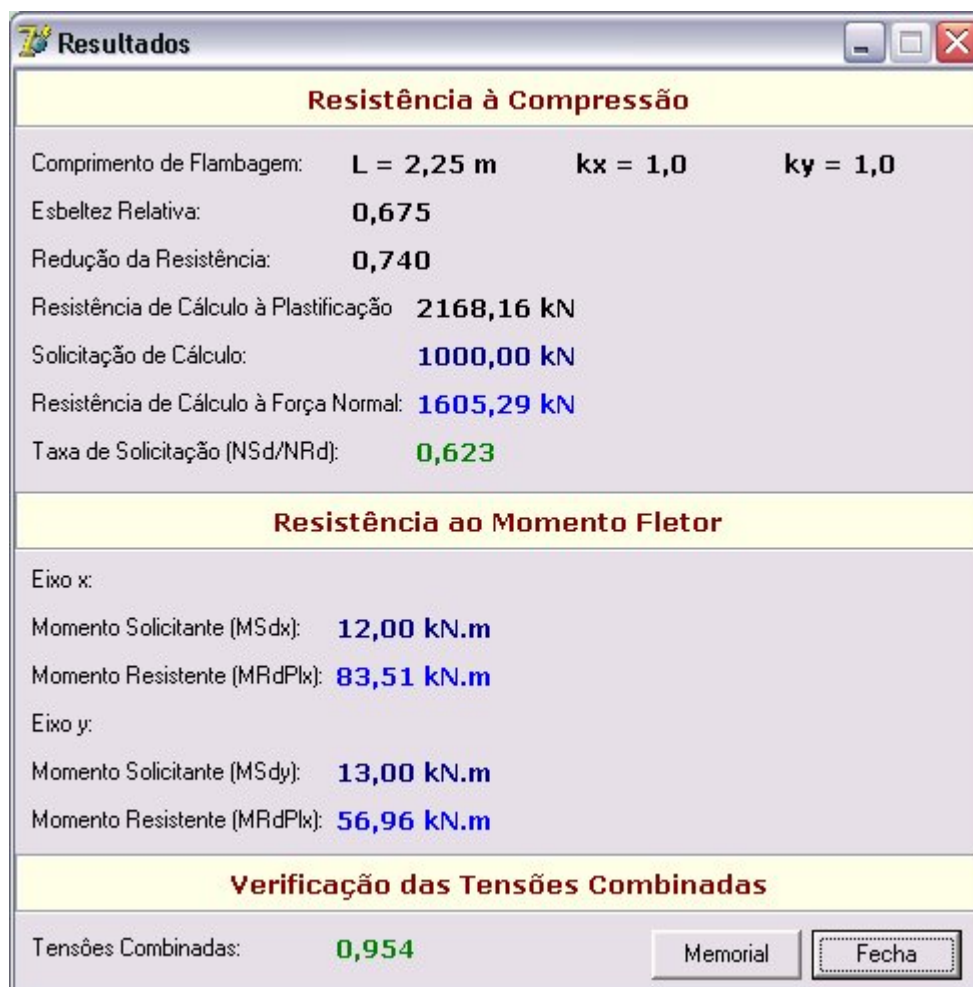 Resultados
Resistência à Compressão
Comprimento de Flambagem: L = 2,25 m kx = 1,0 ky = 1,0
Esbeltez Relativa: 0,675
Redução da Resistência: 0,740
Resistência de Cálculo à Plastificação 2168,16 kN
Solicitação de Cálculo: 1000,00 kN
Resistência de Cálculo à Força Normal: 1605,29 kN
Taxa de Solicitação (NSd/NRd): 0,623
Resistência ao Momento Fletor
Eixo x:
Momento Solicitante (MSdx): 12,00 kN.m
Momento Resistente (MRdPlx): 83,51 kN.m
Eixo y:
Momento Solicitante (MSdy): 13,00 kN.m
Momento Resistente (MRdPlx): 56,96 kN.m
Verificação das Tensões Combinadas
Tensões Combinadas: 0,954 Memorial Fecha